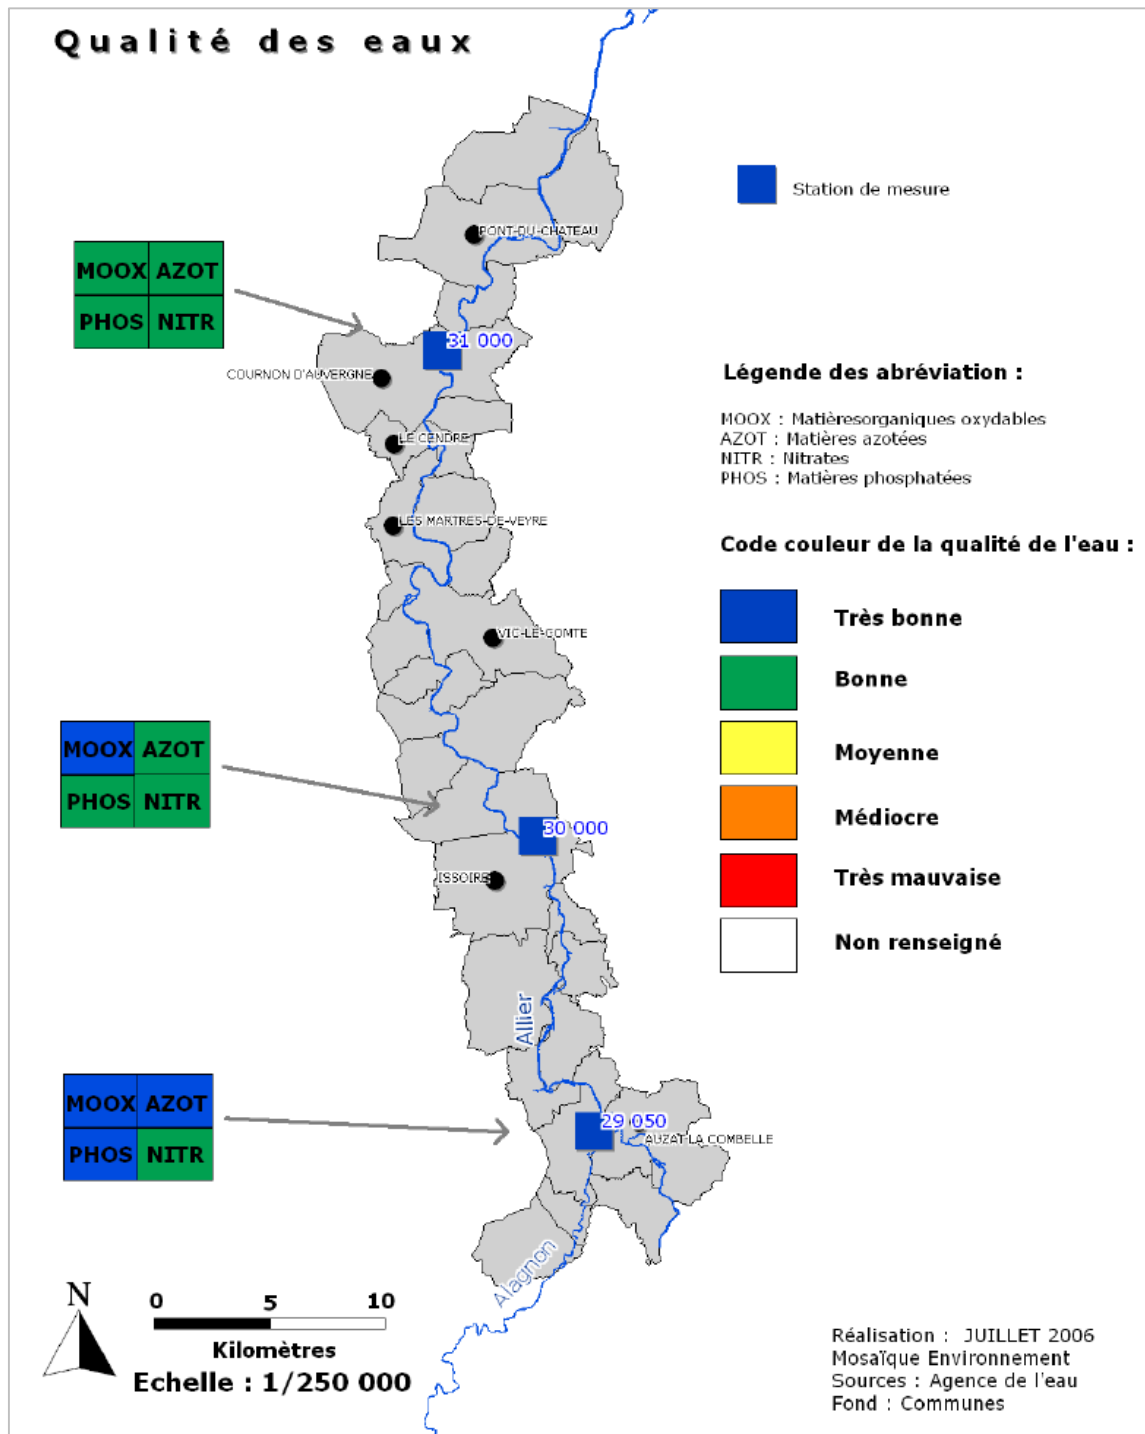 Qualité des eaux
Station de mesure
PONT-DU-CHATEAU
MOOX AZOT
PHOS NITR
31 000
COURNON D'AUVERGNE
LE CENDRE
LES MARTRES-DE-VEYRE
VIC-LE-COMTE
Légende des abréviation :
MOOX : Matièresorganiques oxydables
AZOT : Matières azotées
NITR : Nitrates
PHOS : Matières phosphatées
Code couleur de la qualité de l'eau :
Très bonne
Bonne
Moyenne
Médiocre
Très mauvaise
Non renseigné
MOOX AZOT
PHOS NITR
30 000
ISSOIRE
Allier
MOOX AZOT
PHOS NITR
29 050
AUZAT-LA COMBELLE
Alagnon
N
0 5 10
Kilomètres
Echelle : 1/250 000
Réalisation : JUILLET 2006
Mosaïque Environnement
Sources : Agence de l'eau
Fond : Communes